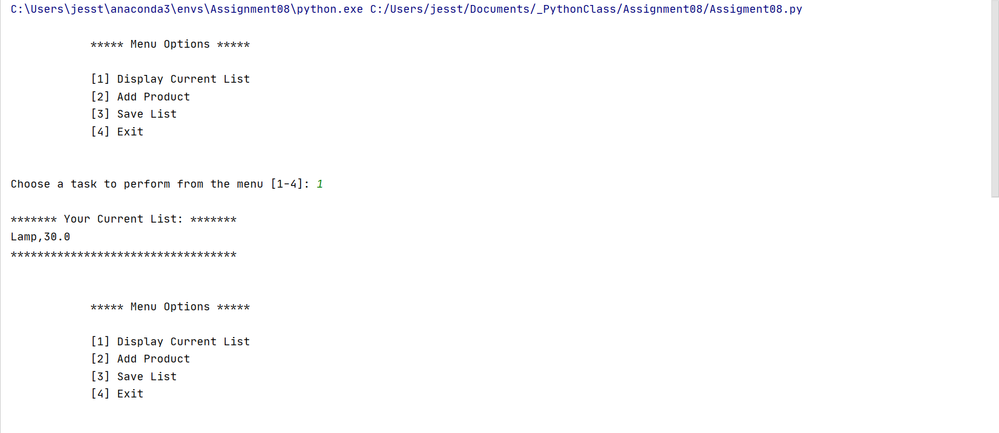 C:\Users\jesst\anaconda3\envs\Assignment08\python.exe C:/Users/jesst/Documents/_PythonClass/Assignment08/Assigment08.py
***** Menu Options *****
[1] Display Current List
[2] Add Product
[3] Save List
[4] Exit
Choose a task to perform from the menu [1-4]: 1
******* Your Current List: *******
Lamp,30.0
**********************************
***** Menu Options *****
[1] Display Current List
[2] Add Product
[3] Save List
[4] Exit